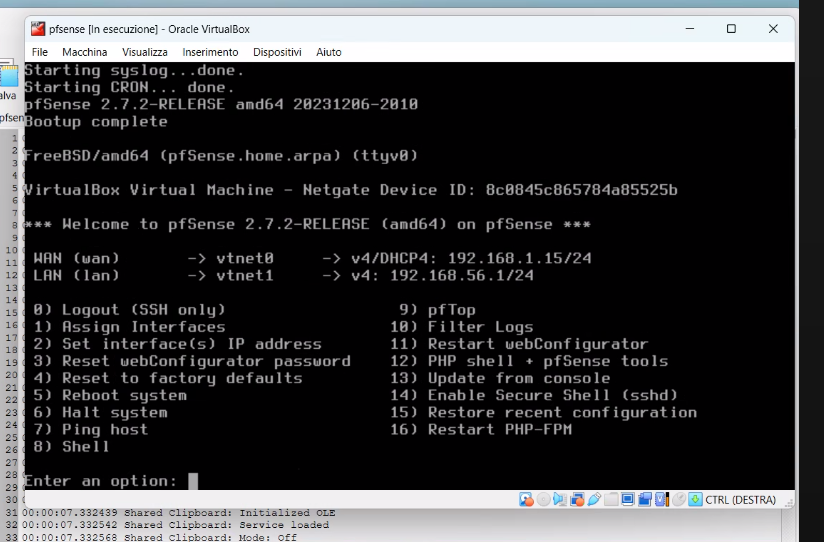 pfsense [In esecuzione] - Oracle VirtualBox
File Macchina Visualizza Inserimento Dispositivi Aiuto
Starting syslog...done.
Starting CRON... done.
pfSense 2.7.2-RELEASE amd64 20231206-2010
Bootup complete
FreeBSD/amd64 (pfSense.home.arpa) (ttyv0)
VirtualBox Virtual Machine - Netgate Device ID: 8c0845c865784a85525b
*** Welcome to pfSense 2.7.2-RELEASE (amd64) on pfSense ***
WAN (wan) -> vtnet0 -> v4/DHCP4: 192.168.1.15/24
LAN (lan) -> vtnet1 -> v4: 192.168.56.1/24
0) Logout (SSH only) 9) pfTop
1) Assign Interfaces 10) Filter Logs
2) Set interface(s) IP address 11) Restart webConfigurator
3) Reset webConfigurator password 12) PHP shell + pfSense tools
4) Reset to factory defaults 13) Update from console
5) Reboot system 14) Enable Secure Shell (sshd)
6) Halt system 15) Restore recent configuration
7) Ping host 16) Restart PHP-FPM
8) Shell
Enter an option:
CTRL (DESTRA)
31 00:00:07.332439 Shared Clipboard: Initialized OLE
32 00:00:07.332542 Shared Clipboard: Service loaded
33 00:00:07.332568 Shared Clipboard: Mode: Off